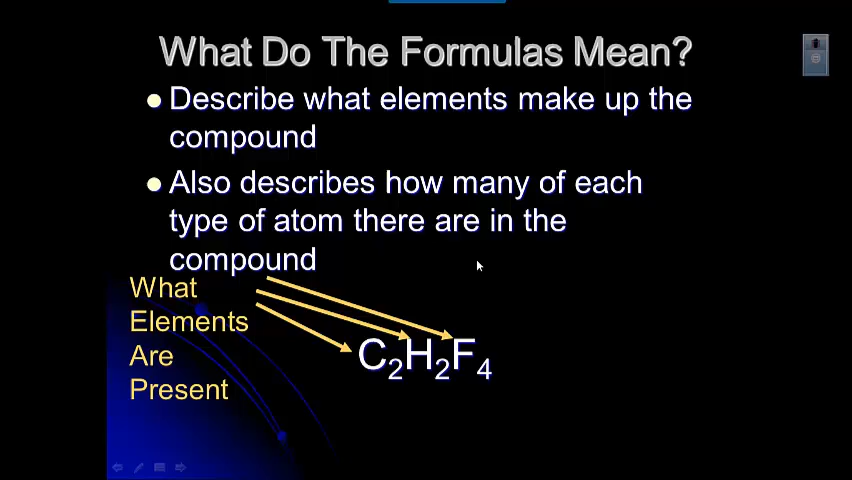 What Do The Formulas Mean?
Describe what elements make up the
compound
Also describes how many of each
type of atom there are in the
compound
What
Elements
Are
Present
C₂H₂F₄